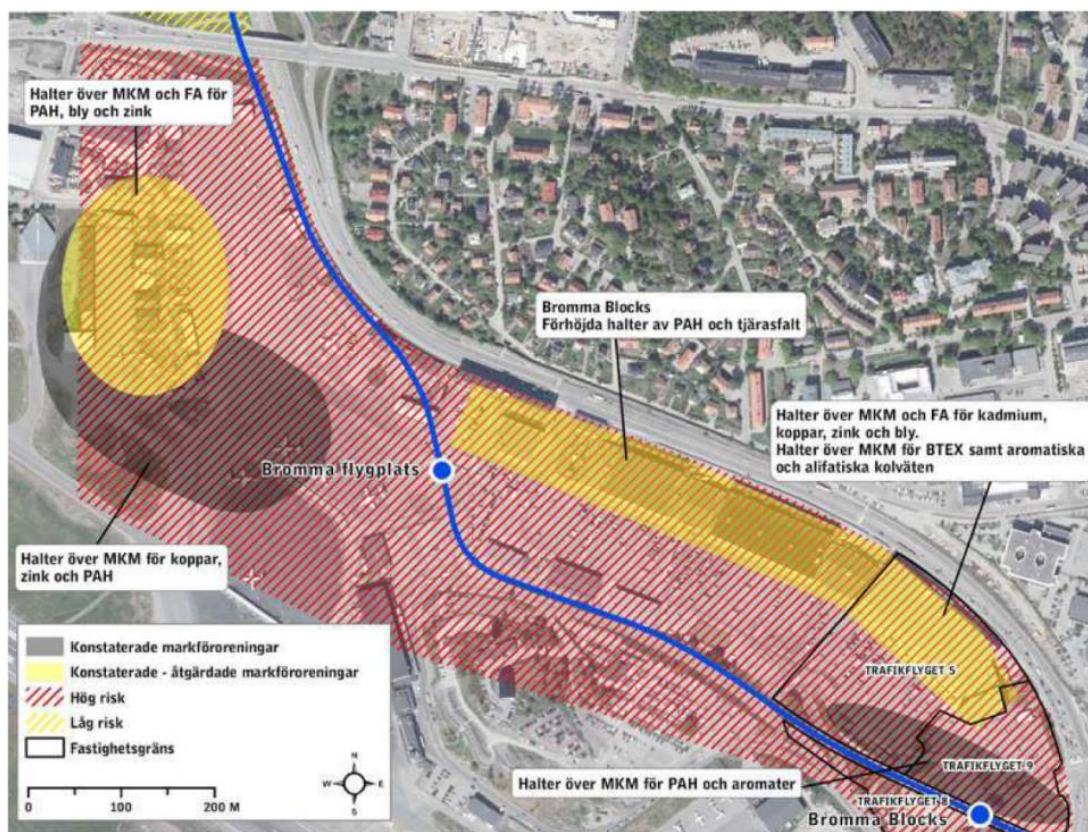 Halter över MKM och FA för
PAH, bly och zink
Bromma Blocks
Förhöjda halter av PAH och tjärasfalt
Halter över MKM och FA för kadmium,
koppar, zink och bly.
Halter över MKM för BTEX samt aromatiska
och alifatiska kolväten
Bromma flygplats
Halter över MKM för koppar,
zink och PAH
Konstaterade markföroreningar
Konstaterade - åtgärdade markföroreningar
Hög risk
Låg risk
Fastighetsgräns
0 100 200 M
N
W E
S
TRAFIKFLYGET 5
TRAFIKFLYGET 9
Halter över MKM för PAH och aromater
TRAFIKFLYGET 8
Bromma Blocks